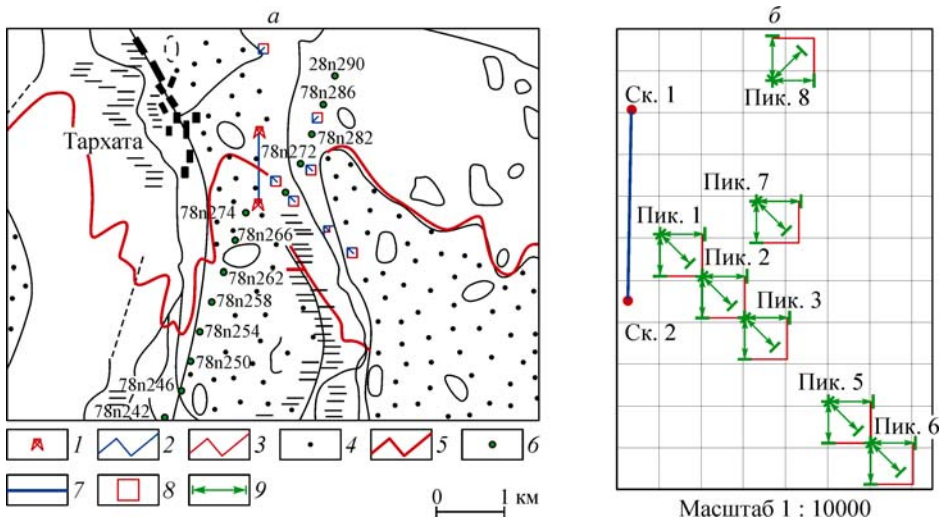 а
б
28n290
78n286
78n282
78n272
Тархата
78n274
78n266
78n262
78n258
78n254
78n250
78n246
78n242
Ск. 1
Пик. 8
Пик. 7
Пик. 1
Пик. 2
Пик. 3
Ск. 2
Пик. 5
Пик. 6
1
2
3
4
5
6
7
8
9
0 1 км
Масштаб 1 : 10000